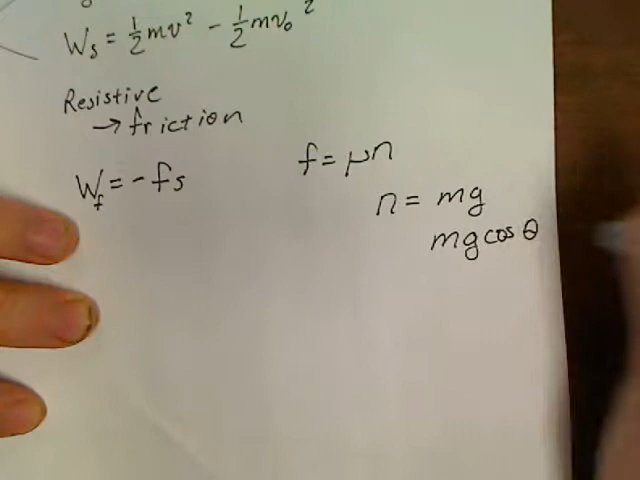 Ws = ½mv² − ½mv₀²
Resistive
→ friction
Wf = −fs
f = μn
n = mg
mg cos θ